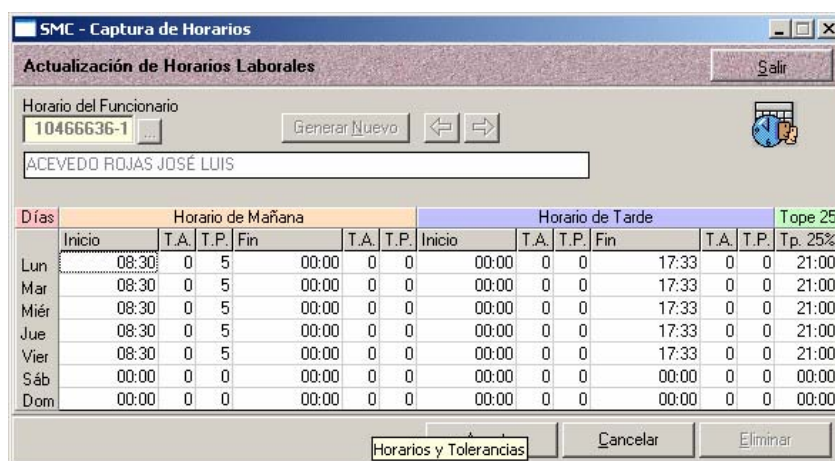 SMC - Captura de Horarios
Actualización de Horarios Laborales
Salir
Horario del Funcionario
10466636-1 ... Generar Nuevo
ACEVEDO ROJAS JOSÉ LUIS
Días Horario de Mañana Horario de Tarde Tope 25
Inicio T.A. T.P. Fin T.A. T.P. Inicio T.A. T.P. Fin T.A. T.P. Tp. 25%
Lun 08:30 0 5 00:00 0 0 00:00 0 0 17:33 0 0 21:00
Mar 08:30 0 5 00:00 0 0 00:00 0 0 17:33 0 0 21:00
Miér 08:30 0 5 00:00 0 0 00:00 0 0 17:33 0 0 21:00
Jue 08:30 0 5 00:00 0 0 00:00 0 0 17:33 0 0 21:00
Vier 08:30 0 5 00:00 0 0 00:00 0 0 17:33 0 0 21:00
Sáb 00:00 0 0 00:00 0 0 00:00 0 0 00:00 0 0 00:00
Dom 00:00 0 0 00:00 0 0 00:00 0 0 00:00 0 0 00:00
Cancelar Eliminar
Horarios y Tolerancias